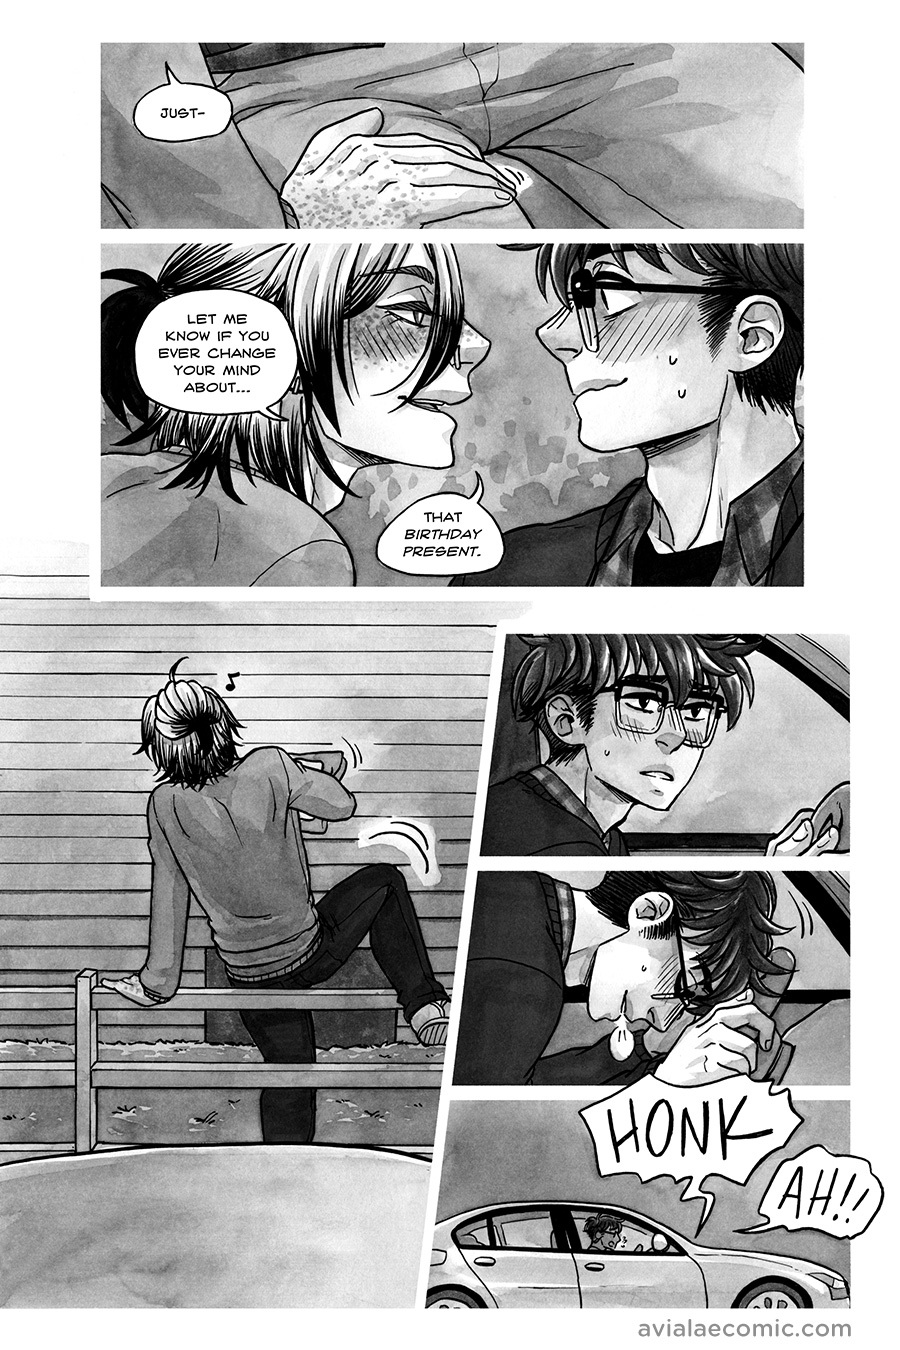 JUST-
LET ME
KNOW IF YOU
EVER CHANGE
YOUR MIND
ABOUT...
THAT
BIRTHDAY
PRESENT.
HONK
AH!!
avialaecomic.com